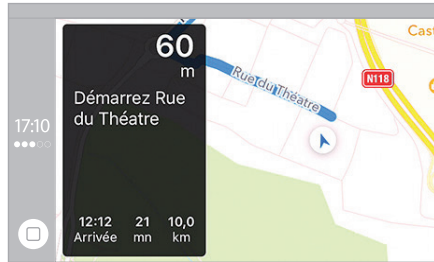 17:10
60
m
Démarrez Rue
du Théatre
12:12 21 10,0
Arrivée mn km
Rue du Théatre
N118
Cast